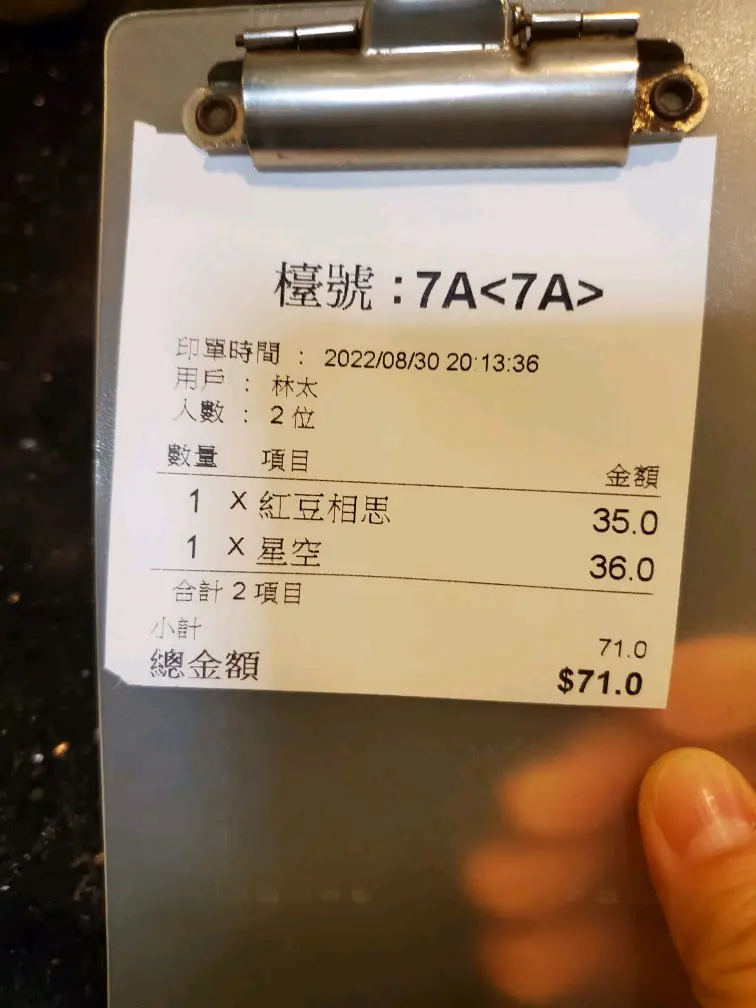 檯號：7A<7A>
印單時間 ： 2022/08/30 20:13:36
用戶 ： 林太
人數 ： 2 位
數量 項目 金額
1 X 紅豆相思 35.0
1 X 星空 36.0
合計 2 項目
小計 71.0
總金額 $71.0